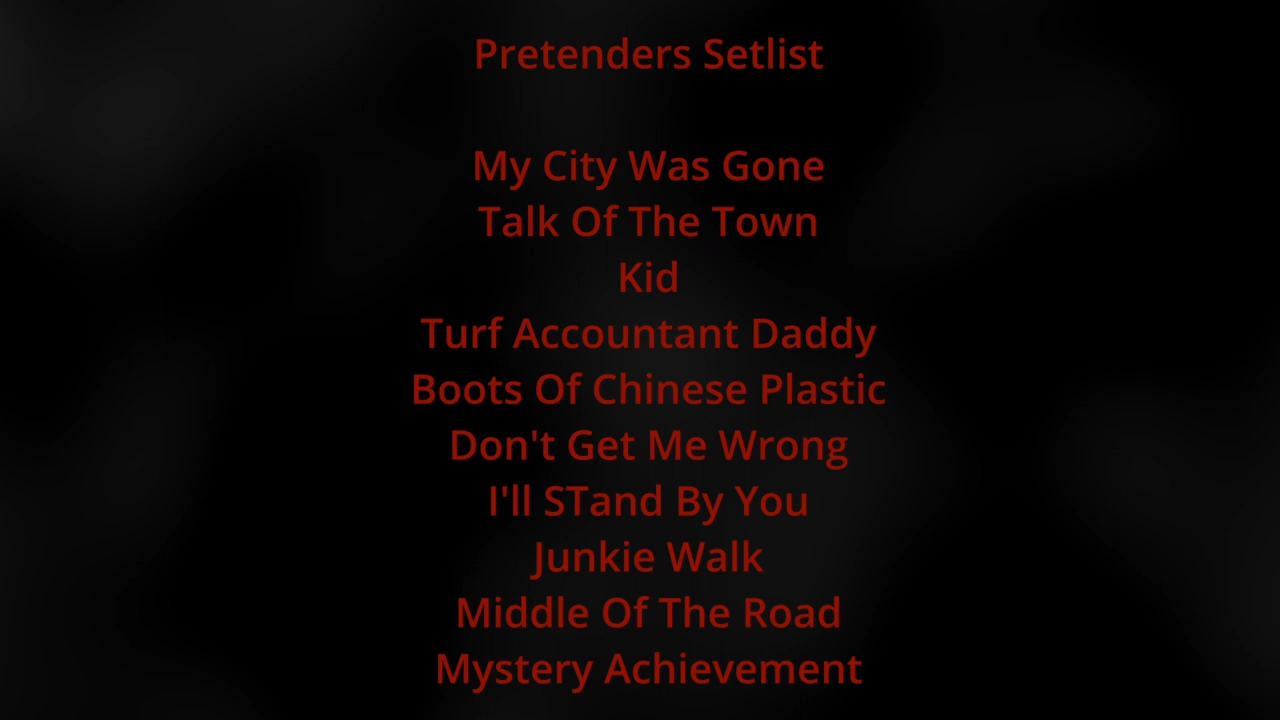 Pretenders Setlist
My City Was Gone
Talk Of The Town
Kid
Turf Accountant Daddy
Boots Of Chinese Plastic
Don't Get Me Wrong
I'll STand By You
Junkie Walk
Middle Of The Road
Mystery Achievement